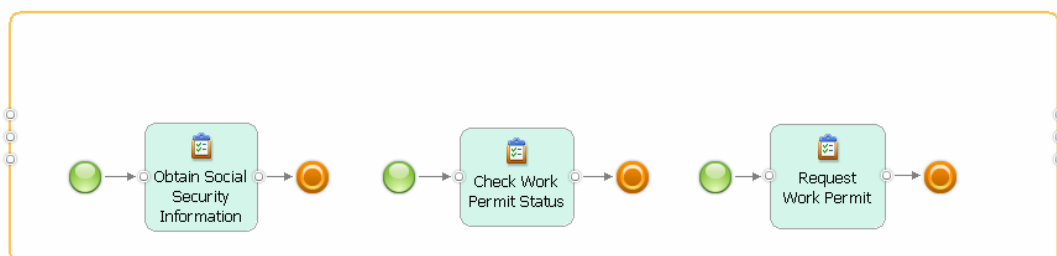 Obtain Social
Security
Information
Check Work
Permit Status
Request
Work Permit